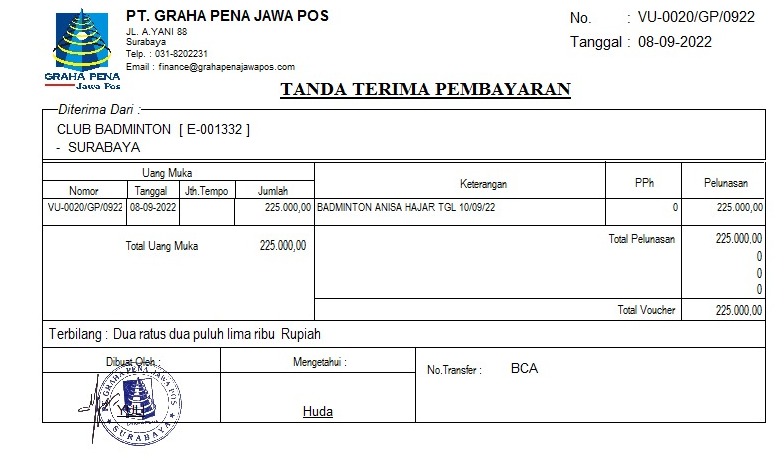 PT. GRAHA PENA JAWA POS
JL. A.YANI 88
Surabaya
Telp. : 031-8202231
Email : finance@grahapenajawapos.com
GRAHA PENA
Jawa Pos
No. : VU-0020/GP/0922
Tanggal : 08-09-2022
TANDA TERIMA PEMBAYARAN
Diterima Dari :
CLUB BADMINTON [ E-001332 ]
- SURABAYA
Uang Muka Keterangan PPh Pelunasan
Nomor Tanggal Jth.Tempo Jumlah
VU-0020/GP/0922 08-09-2022 225.000,00 BADMINTON ANISA HAJAR TGL 10/09/22 0 225.000,00
Total Uang Muka 225.000,00 Total Pelunasan 225.000,00
0
0
0
Total Voucher 225.000,00
Terbilang : Dua ratus dua puluh lima ribu Rupiah
Dibuat Oleh : Mengetahui : No.Transfer : BCA
PT. GRAHA PENA JAWA POS
SURABAYA
Huda